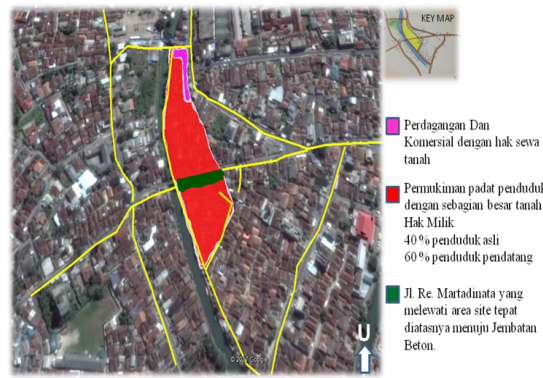 KEY MAP
Perdagangan Dan
Komersial dengan hak sewa
tanah
Permukiman padat penduduk
dengan sebagian besar tanah
Hak Milik
40 % penduduk asli
60 % penduduk pendatang
Jl. Re. Martadinata yang
melewati area site tepat
diatasnya menuju Jembatan
Beton.
U
Google